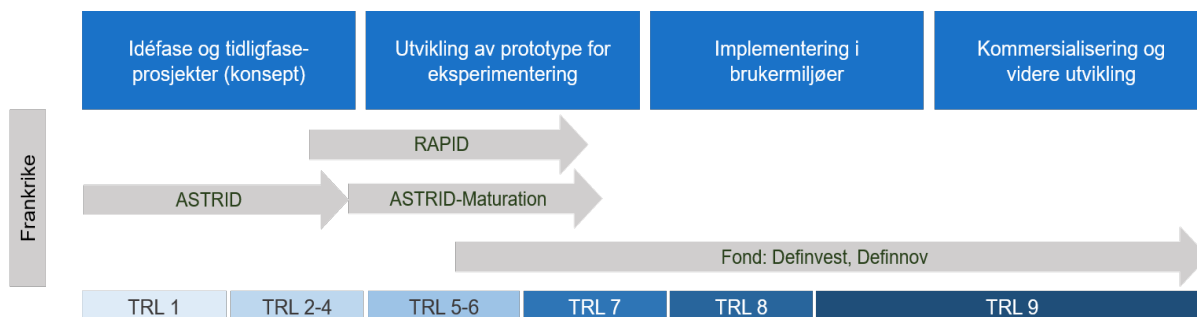 Idéfase og tidligfase-
prosjekter (konsept)
Utvikling av prototype for
eksperimentering
Implementering i
brukermiljøer
Kommersialisering og
videre utvikling
Frankrike
RAPID
ASTRID
ASTRID-Maturation
Fond: Definvest, Definnov
TRL 1
TRL 2-4
TRL 5-6
TRL 7
TRL 8
TRL 9